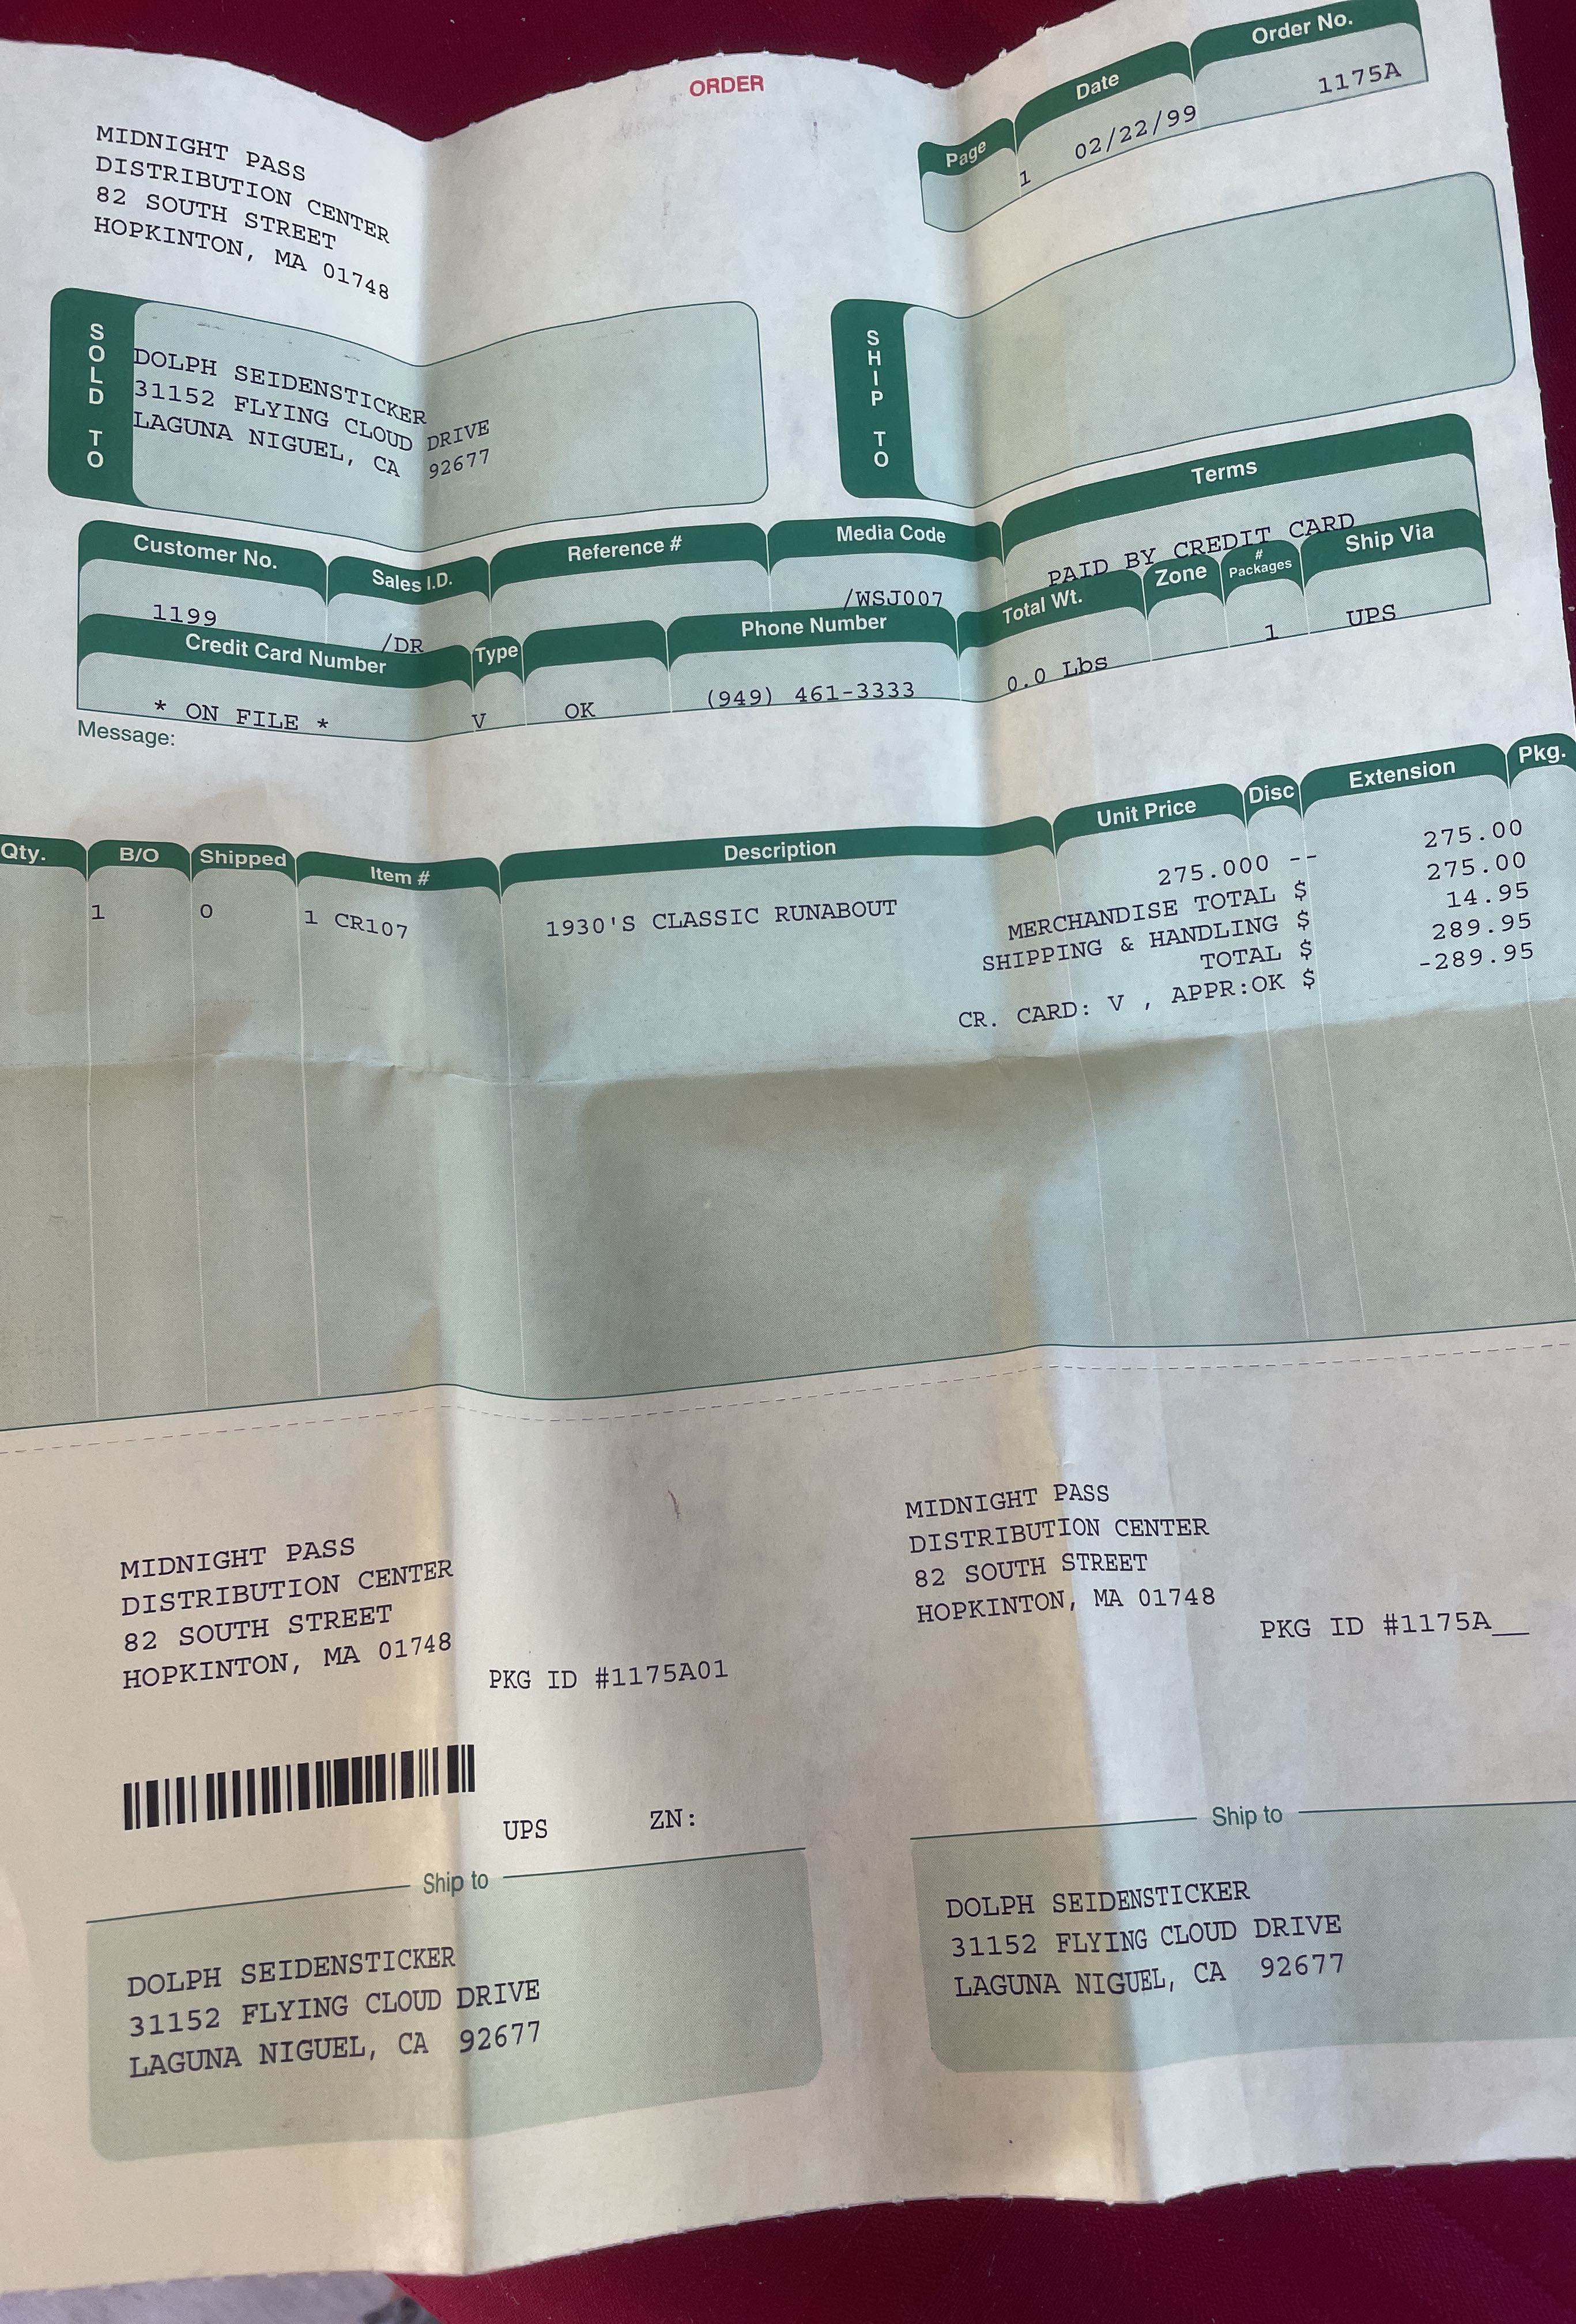 ORDER
Page Date Order No.
1 02/22/99 1175A
MIDNIGHT PASS
DISTRIBUTION CENTER
82 SOUTH STREET
HOPKINTON, MA 01748
SOLD TO
DOLPH SEIDENSTICKER
31152 FLYING CLOUD DRIVE
LAGUNA NIGUEL, CA 92677
SHIP TO
Customer No. Sales I.D. Reference # Media Code Terms
1199 /DR /WSJ007 PAID BY CREDIT CARD
Credit Card Number Type Phone Number Total Wt. Zone # Packages Ship Via
* ON FILE * V OK (949) 461-3333 0.0 Lbs 1 UPS
Message:
Qty. B/O Shipped Item # Description Unit Price Disc Extension Pkg.
1 0 1 CR107 1930'S CLASSIC RUNABOUT 275.000 -- 275.00
MERCHANDISE TOTAL $ 275.00
SHIPPING & HANDLING $ 14.95
TOTAL $ 289.95
CR. CARD: V , APPR:OK $ -289.95
MIDNIGHT PASS
DISTRIBUTION CENTER
82 SOUTH STREET
HOPKINTON, MA 01748
PKG ID #1175A01
UPS ZN:
Ship to
DOLPH SEIDENSTICKER
31152 FLYING CLOUD DRIVE
LAGUNA NIGUEL, CA 92677
MIDNIGHT PASS
DISTRIBUTION CENTER
82 SOUTH STREET
HOPKINTON, MA 01748
PKG ID #1175A__
Ship to
DOLPH SEIDENSTICKER
31152 FLYING CLOUD DRIVE
LAGUNA NIGUEL, CA 92677